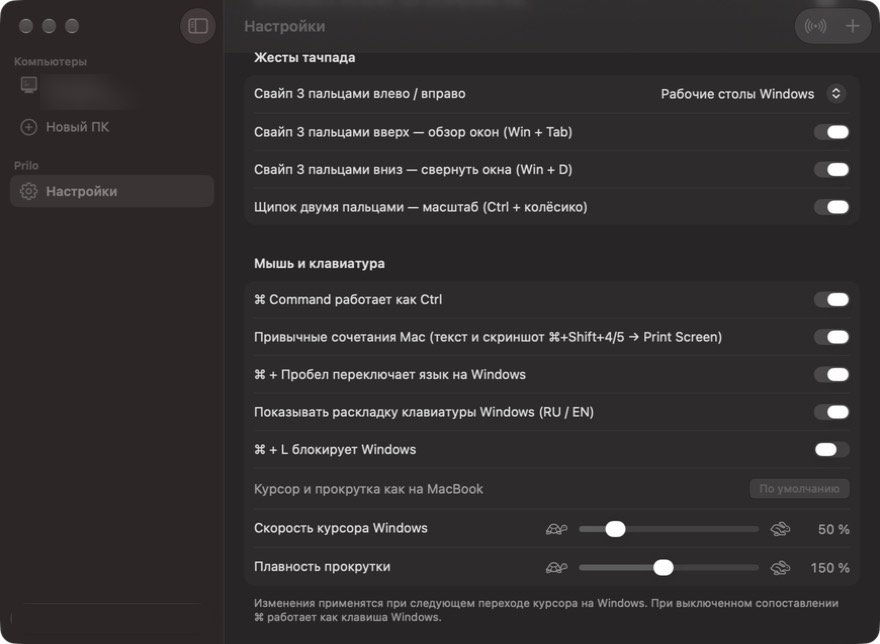 Настройки
Компьютеры
Новый ПК
Prilo
Настройки
Жесты тачпада
Свайп 3 пальцами влево / вправо
Рабочие столы Windows
Свайп 3 пальцами вверх — обзор окон (Win + Tab)
Свайп 3 пальцами вниз — свернуть окна (Win + D)
Щипок двумя пальцами — масштаб (Ctrl + колёсико)
Мышь и клавиатура
⌘ Command работает как Ctrl
Привычные сочетания Mac (текст и скриншот ⌘+Shift+4/5 → Print Screen)
⌘ + Пробел переключает язык на Windows
Показывать раскладку клавиатуры Windows (RU / EN)
⌘ + L блокирует Windows
Курсор и прокрутка как на MacBook
По умолчанию
Скорость курсора Windows
50 %
Плавность прокрутки
150 %
Изменения применятся при следующем переходе курсора на Windows. При выключенном сопоставлении
⌘ работает как клавиша Windows.